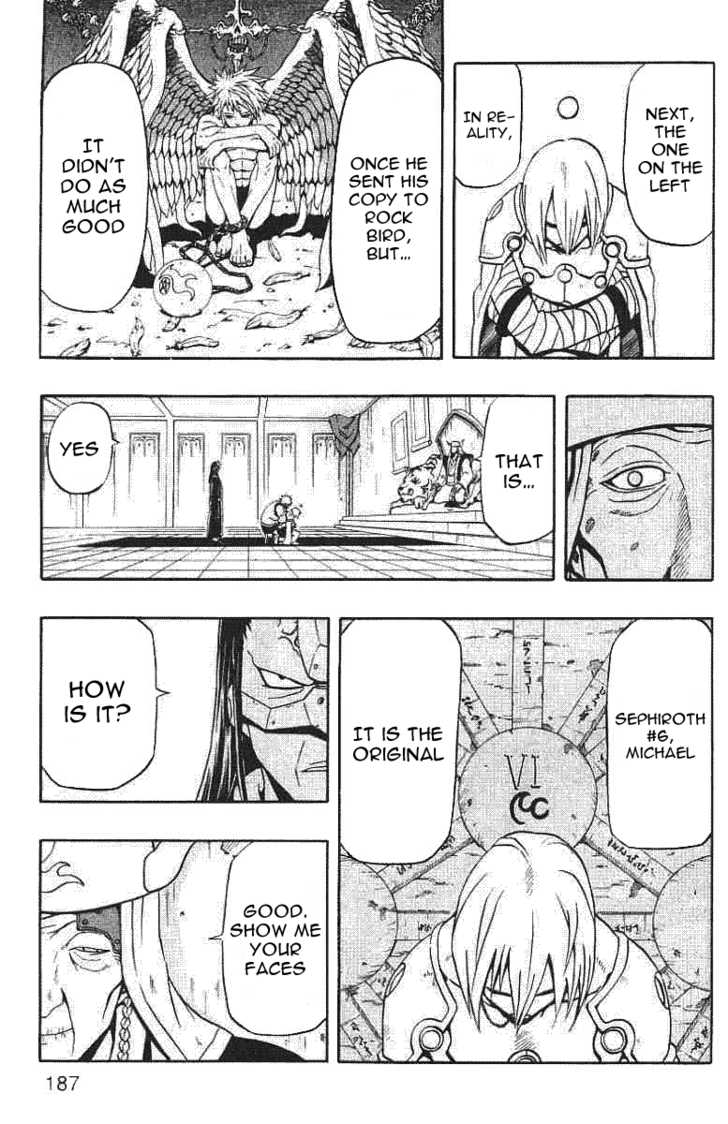 NEXT,
THE
ONE
ON THE
LEFT
IN RE-
ALITY,
ONCE HE
SENT HIS
COPY TO
ROCK
BIRD,
BUT...
IT
DIDN'T
DO AS
MUCH
GOOD
THAT
IS...
YES
SEPHIROTH
#6,
MICHAEL
IT IS THE
ORIGINAL
VI
HOW
IS IT?
GOOD.
SHOW ME
YOUR
FACES
187